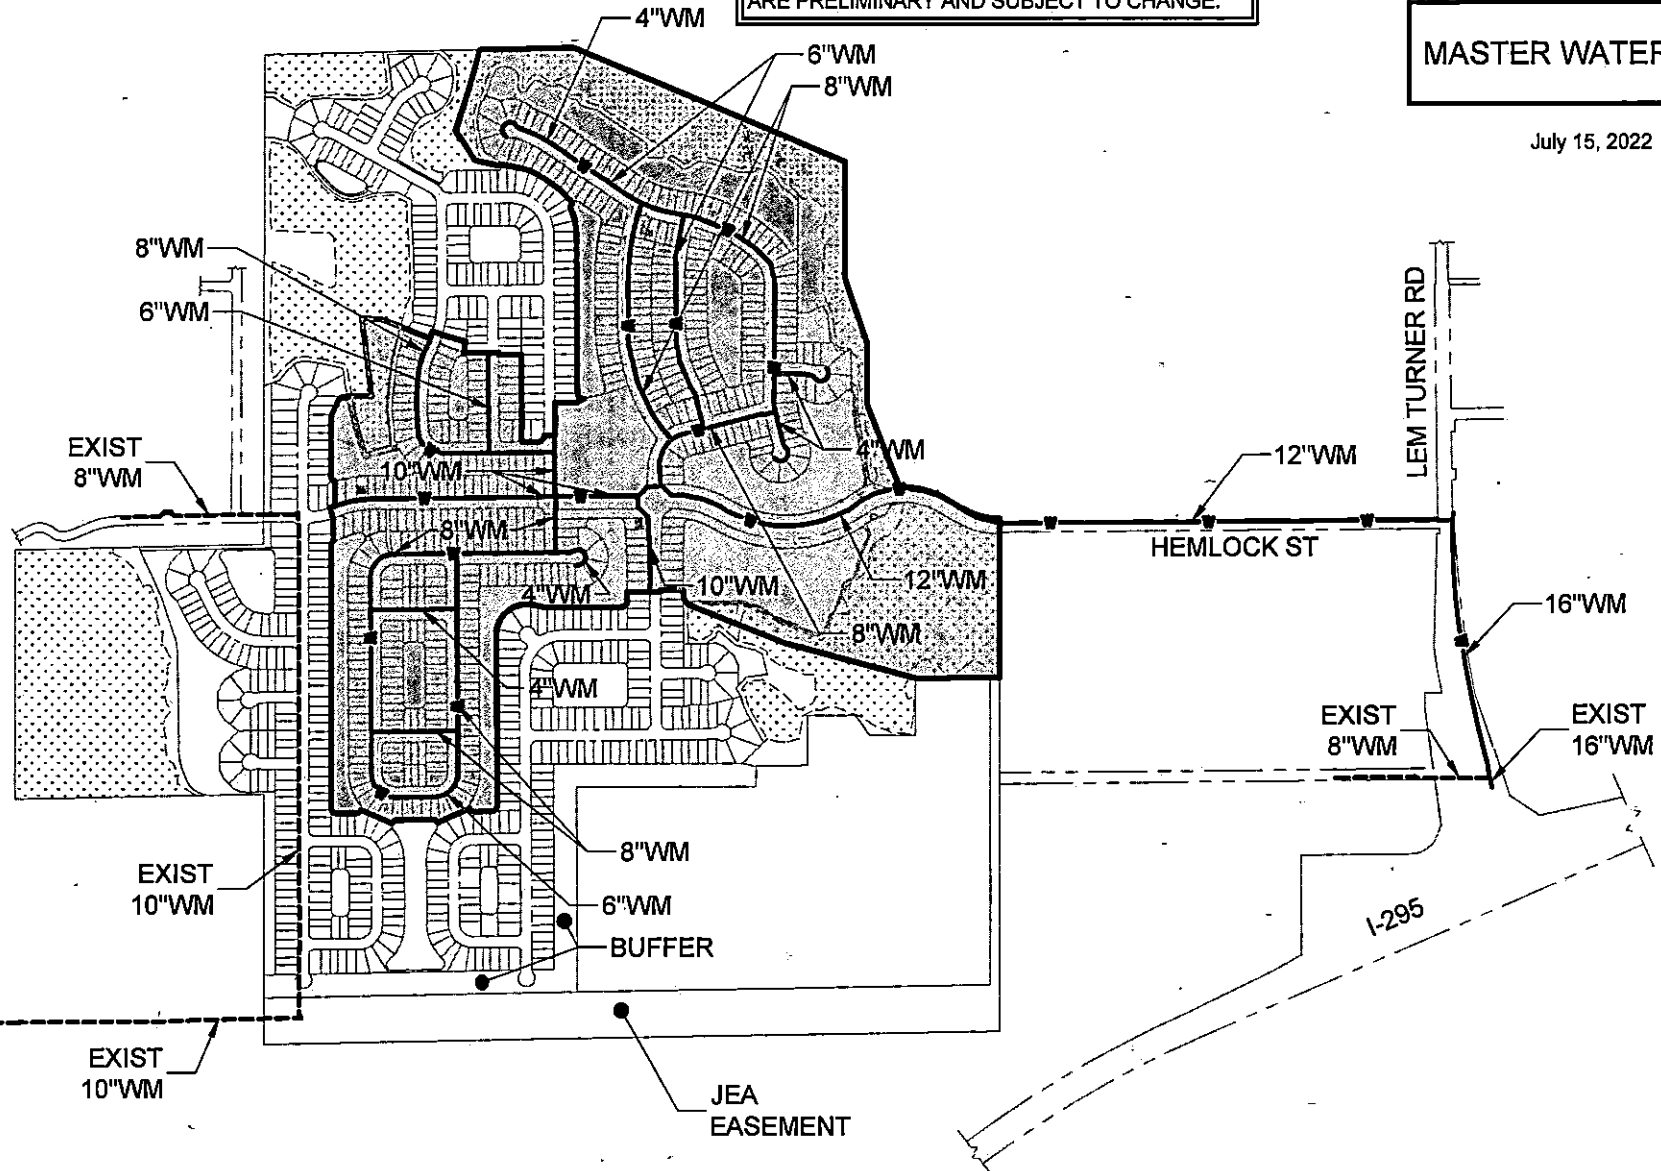 ARE PRELIMINARY AND SUBJECT TO CHANGE.
4"WM
MASTER WATER
6"WM
8"WM
July 15, 2022
8"WM
6"WM
LEM TURNER RD
EXIST
8"WM
10"WM
4"WM
12"WM
8"WM
HEMLOCK ST
4"WM
10"WM
12"WM
16"WM
8"WM
4"WM
EXIST
8"WM
EXIST
16"WM
8"WM
EXIST
10"WM
6"WM
I-295
BUFFER
EXIST
10"WM
JEA
EASEMENT